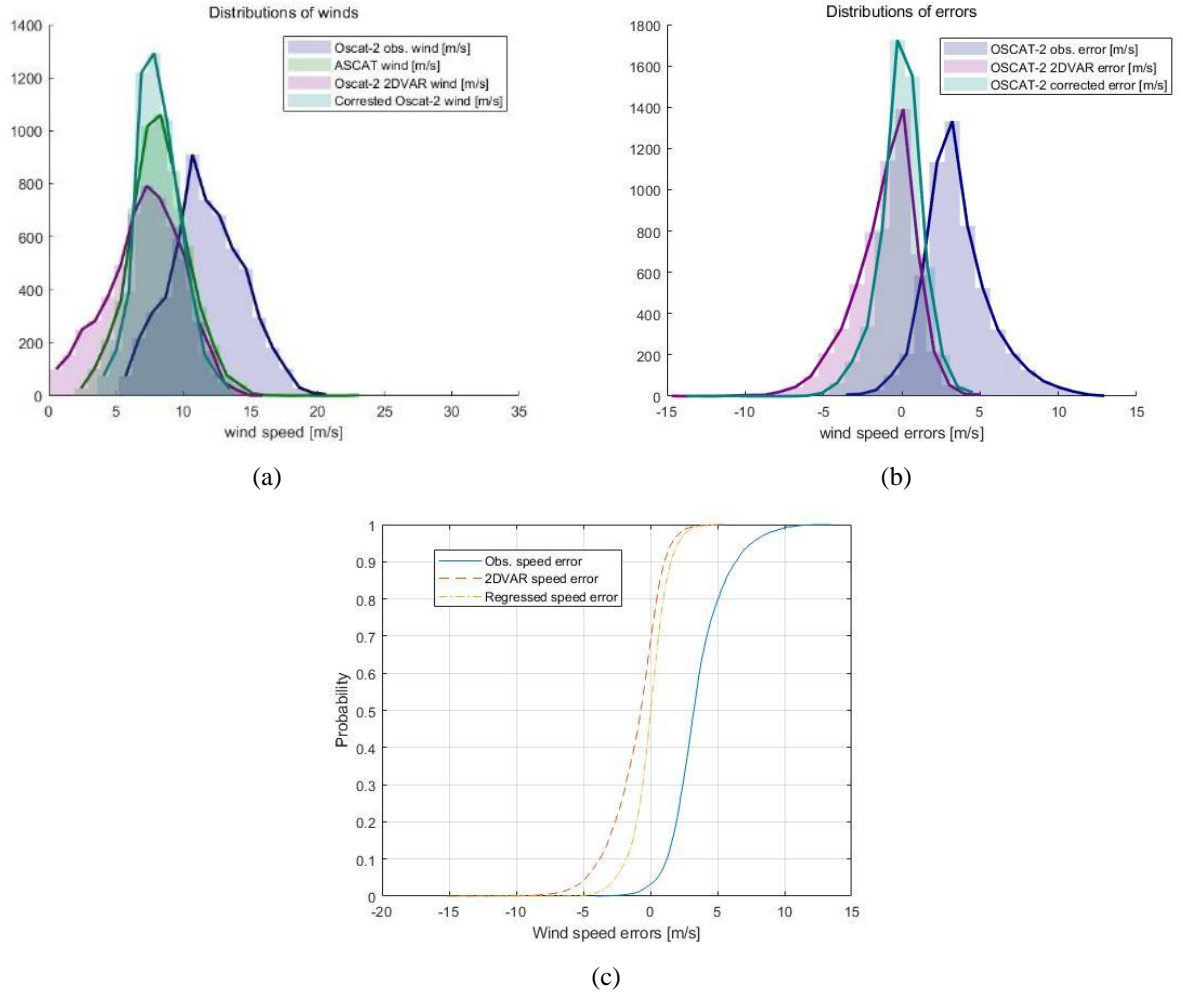 Distributions of winds
1400
1200
1000
800
600
400
200
0
Oscat-2 obs. wind [m/s]
ASCAT wind [m/s]
Oscat-2 2DVAR wind [m/s]
Corrested Oscat-2 wind [m/s]
0 5 10 15 20 25 30 35
wind speed [m/s]
(a)
Distributions of errors
1800
1600
1400
1200
1000
800
600
400
200
0
OSCAT-2 obs. error [m/s]
OSCAT-2 2DVAR error [m/s]
OSCAT-2 corrected error [m/s]
-15 -10 -5 0 5 10 15
wind speed errors [m/s]
(b)
1
0.9
0.8
0.7
0.6
0.5
0.4
0.3
0.2
0.1
0
Probability
Obs. speed error
2DVAR speed error
Regressed speed error
-20 -15 -10 -5 0 5 10 15
Wind speed errors [m/s]
(c)